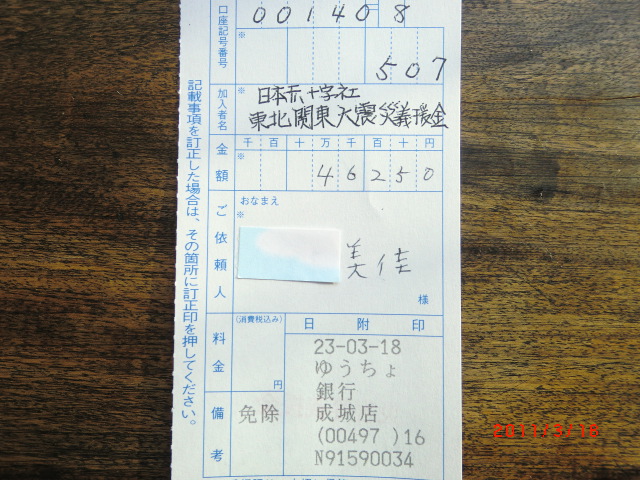 口座記号番号
※
00140 8
507
加入者名
※
日本赤十字社
東北関東大震災義援金
金額
千百十万千百十円
※
46250
ご依頼人
おなまえ
※
美佳
様
料金
(消費税込み)
円
備考
免除
日附印
23-03-18
ゆうちょ
銀行
成城店
(00497 )16
N91590034
記載事項を訂正した場合は、その箇所に訂正印を押してください。
2011/3/18